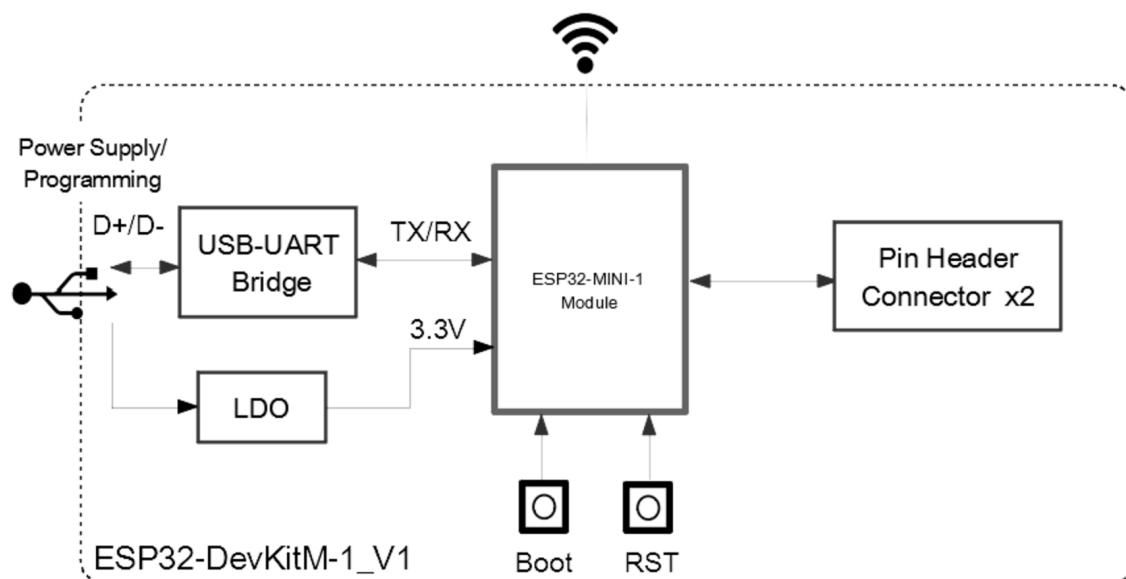 Power Supply/
Programming
D+/D-
USB-UART
Bridge
TX/RX
ESP32-MINI-1
Module
Pin Header
Connector x2
3.3V
LDO
Boot
RST
ESP32-DevKitM-1_V1